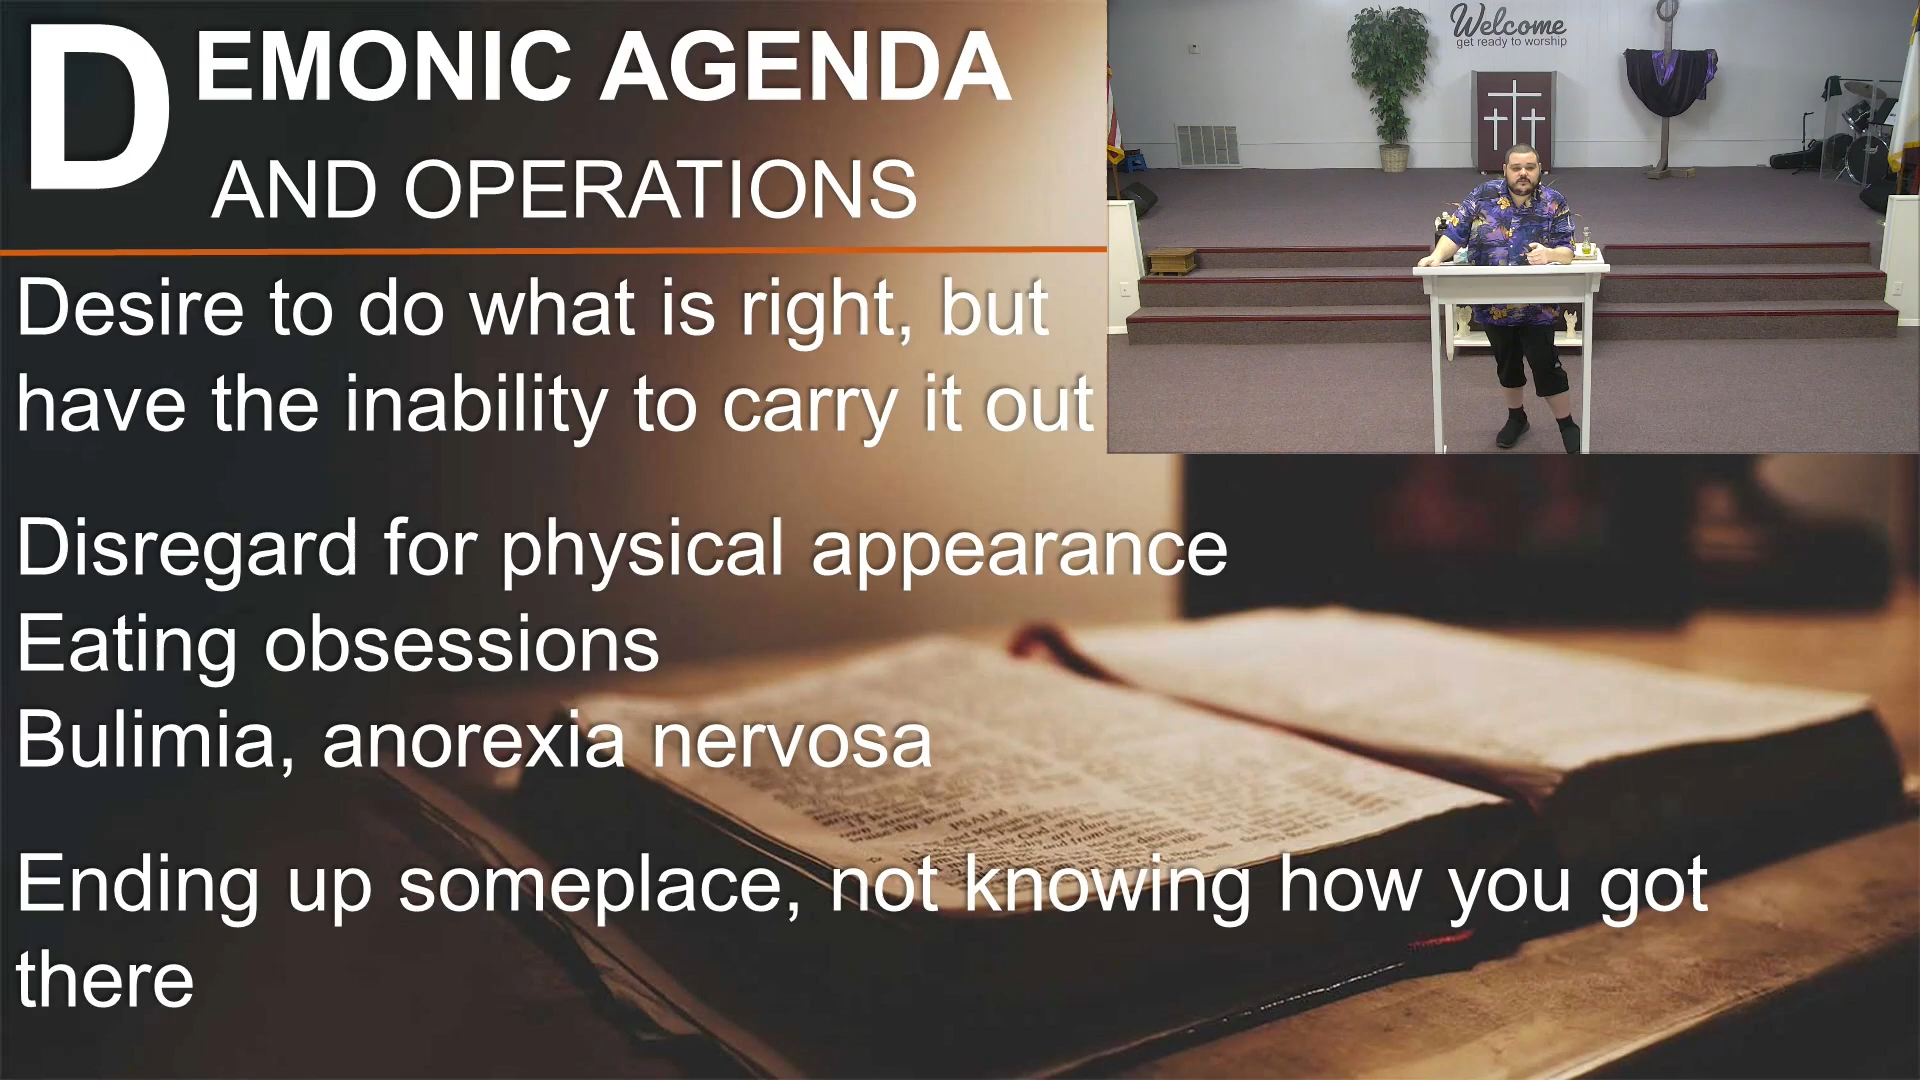 DEMONIC AGENDA
AND OPERATIONS
Welcome
get ready to worship
Desire to do what is right, but
have the inability to carry it out
Disregard for physical appearance
Eating obsessions
Bulimia, anorexia nervosa
PSALM
Ending up someplace, not knowing how you got
there